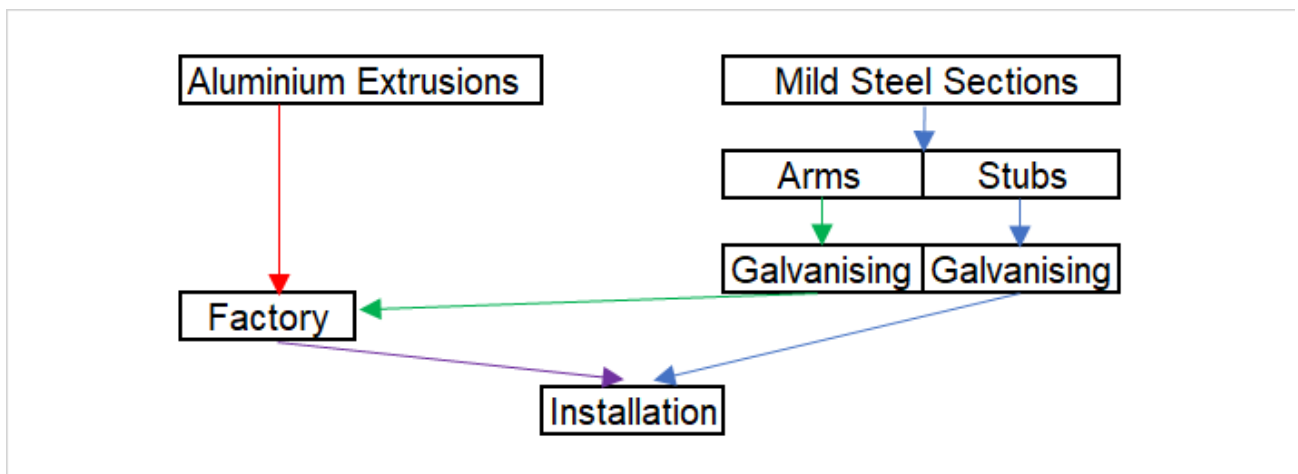 Aluminium Extrusions
Mild Steel Sections
Arms
Stubs
Galvanising
Galvanising
Factory
Installation